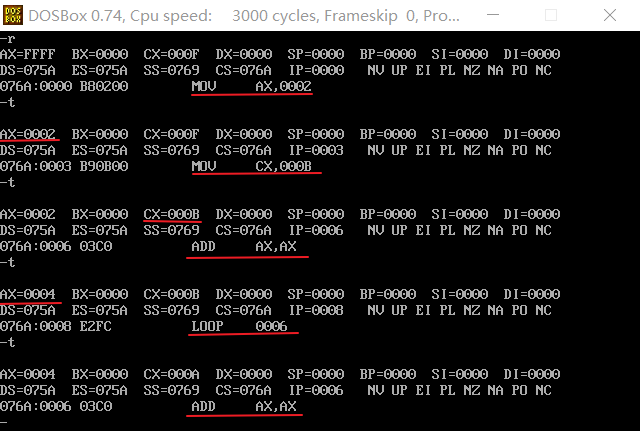 DOSBox 0.74, Cpu speed:    3000 cycles, Frameskip  0, Pro...
-r
AX=FFFF  BX=0000  CX=000F  DX=0000  SP=0000  BP=0000  SI=0000  DI=0000
DS=075A  ES=075A  SS=0769  CS=076A  IP=0000   NV UP EI PL NZ NA PO NC
076A:0000 B80200        MOV     AX,0002
-t
AX=0002  BX=0000  CX=000F  DX=0000  SP=0000  BP=0000  SI=0000  DI=0000
DS=075A  ES=075A  SS=0769  CS=076A  IP=0003   NV UP EI PL NZ NA PO NC
076A:0003 B90B00        MOV     CX,000B
-t
AX=0002  BX=0000  CX=000B  DX=0000  SP=0000  BP=0000  SI=0000  DI=0000
DS=075A  ES=075A  SS=0769  CS=076A  IP=0006   NV UP EI PL NZ NA PO NC
076A:0006 03C0          ADD     AX,AX
-t
AX=0004  BX=0000  CX=000B  DX=0000  SP=0000  BP=0000  SI=0000  DI=0000
DS=075A  ES=075A  SS=0769  CS=076A  IP=0008   NV UP EI PL NZ NA PO NC
076A:0008 E2FC          LOOP    0006
-t
AX=0004  BX=0000  CX=000A  DX=0000  SP=0000  BP=0000  SI=0000  DI=0000
DS=075A  ES=075A  SS=0769  CS=076A  IP=0006   NV UP EI PL NZ NA PO NC
076A:0006 03C0          ADD     AX,AX
-